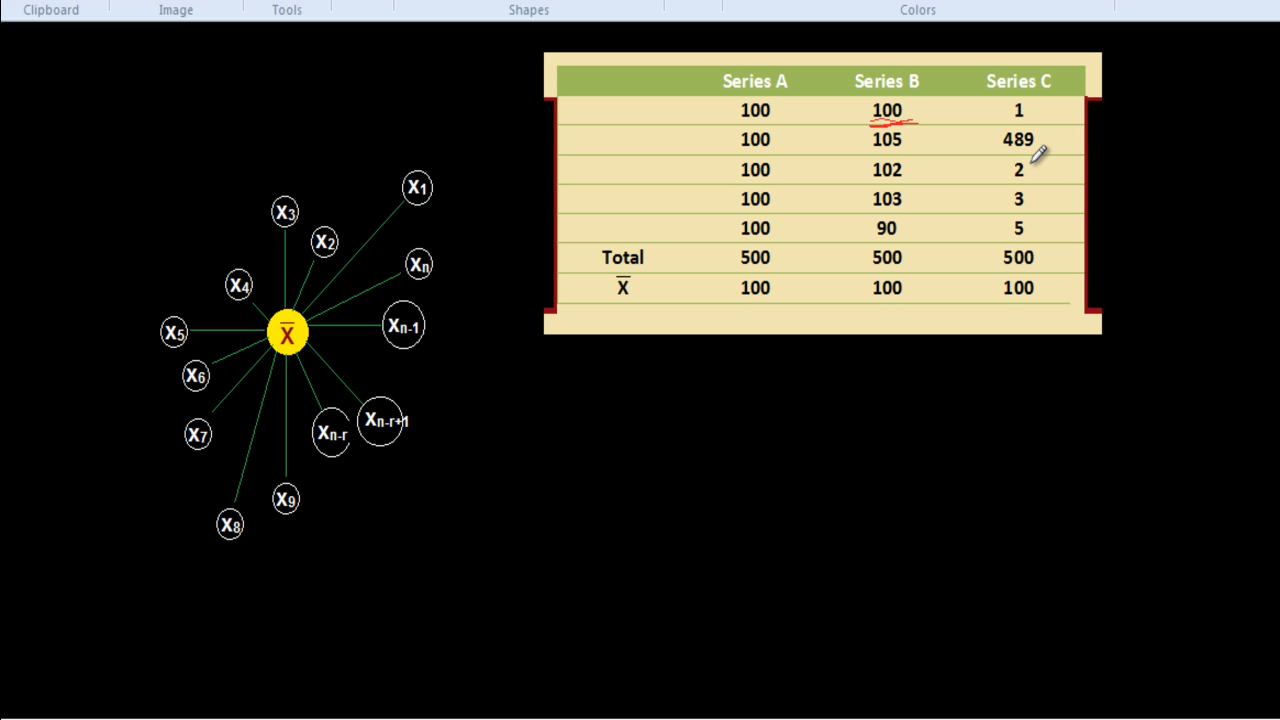 Clipboard Image Tools Shapes Colors
Series A Series B Series C
100 100 1
100 105 489
100 102 2
100 103 3
100 90 5
Total 500 500 500
X̅ 100 100 100
X1
X3
X2
Xn
X4
Xn-1
X5
X̅
X6
Xn-r+1
X7
Xn-r
X9
X8